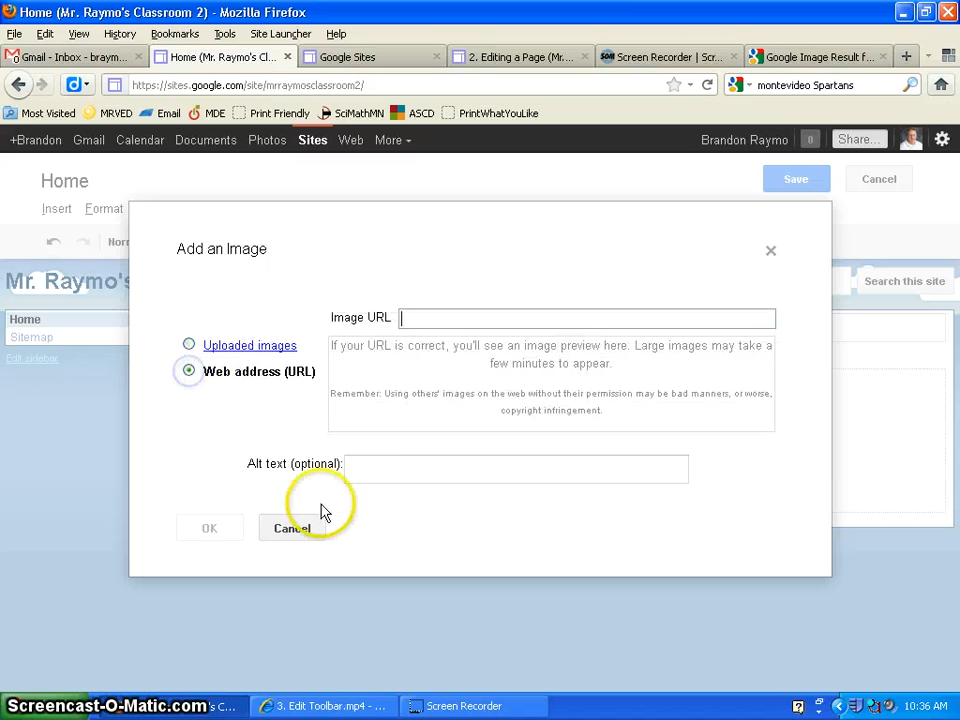 Home (Mr. Raymo's Classroom 2) - Mozilla Firefox
File Edit View History Bookmarks Tools Site Launcher Help
Gmail - Inbox - braym... Home (Mr. Raymo's Cl... Google Sites 2. Editing a Page (Mr.... Screen Recorder | Scr... Google Image Result f...
https://sites.google.com/site/mrraymosclassroom2/ montevideo Spartans
Most Visited MRVED Email MDE Print Friendly SciMathMN ASCD PrintWhatYouLike
+Brandon Gmail Calendar Documents Photos Sites Web More Brandon Raymo 0 Share...
Home Save Cancel
Insert Format
Norr
Mr. Raymo's Search this site
Home
Sitemap
Edit sidebar
Add an Image
Image URL
Uploaded images
Web address (URL)
If your URL is correct, you'll see an image preview here. Large images may take a
few minutes to appear.
Remember: Using others' images on the web without their permission may be bad manners, or worse,
copyright infringement.
Alt text (optional):
OK Cancel
Screencast-O-Matic.com 's C... 3. Edit Toolbar.mp4 - ... Screen Recorder 10:36 AM